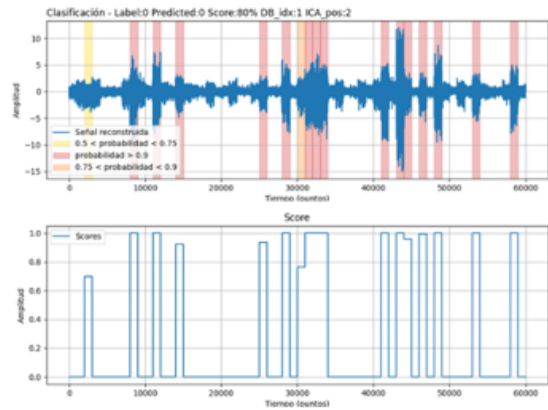 Clasificación - Label:0 Predicted:0 Score:80% DB_idx:1 ICA_pos:2
10
5
0
−5
−10
−15
Amplitud
Señal reconstruida
0.5 < probabilidad < 0.75
probabilidad > 0.9
0.75 < probabilidad < 0.9
0 10000 20000 30000 40000 50000 60000
Tiempo (puntos)
Score
1.0
0.8
0.6
0.4
0.2
0.0
Amplitud
Scores
0 10000 20000 30000 40000 50000 60000
Tiempo (puntos)